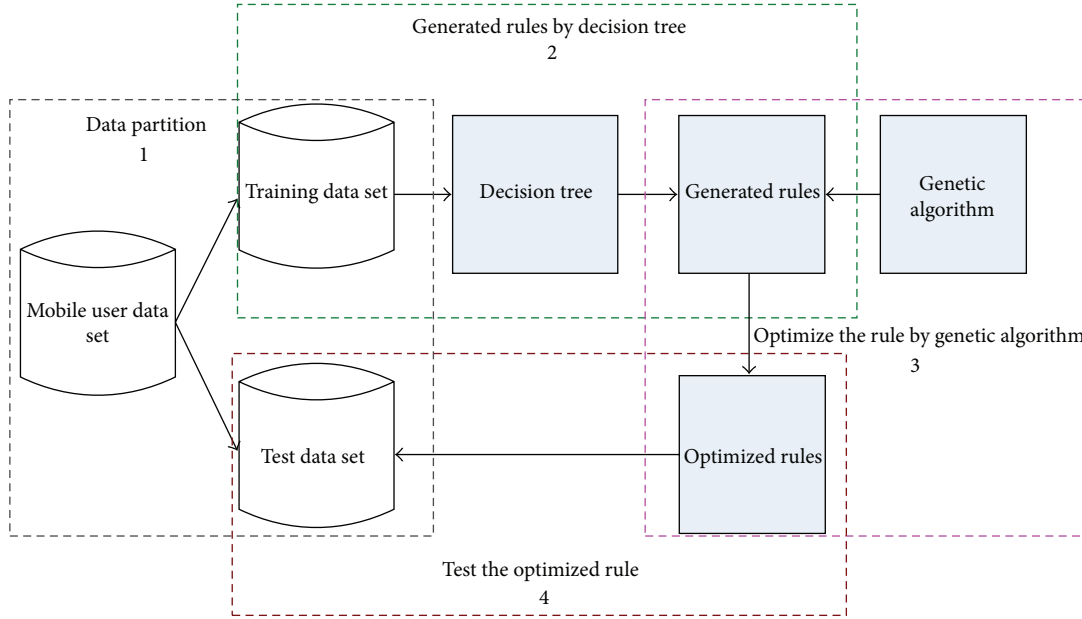 Generated rules by decision tree
2
Data partition
1
Training data set
Decision tree
Generated rules
Genetic
algorithm
Mobile user data
set
Optimize the rule by genetic algorithm
3
Test data set
Optimized rules
Test the optimized rule
4